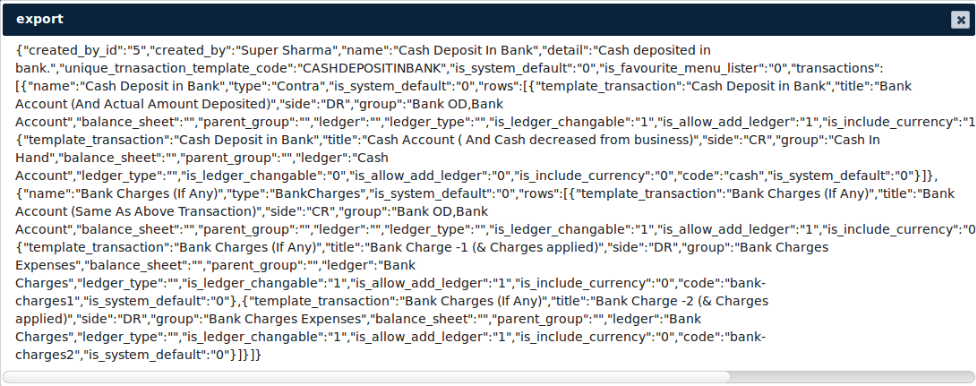 export
{"created_by_id":"5","created_by":"Super Sharma","name":"Cash Deposit In Bank","detail":"Cash deposited in
bank.","unique_trnasaction_template_code":"CASHDEPOSITINBANK","is_system_default":"0","is_favourite_menu_lister":"0","transactions":
[{"name":"Cash Deposit in Bank","type":"Contra","is_system_default":"0","rows":[{"template_transaction":"Cash Deposit in Bank","title":"Bank
Account (And Actual Amount Deposited)","side":"DR","group":"Bank OD,Bank
Account","balance_sheet":"","parent_group":"","ledger":"","ledger_type":"","is_ledger_changable":"1","is_allow_add_ledger":"1","is_include_currency":"1
{"template_transaction":"Cash Deposit in Bank","title":"Cash Account ( And Cash decreased from business)","side":"CR","group":"Cash In
Hand","balance_sheet":"","parent_group":"","ledger":"Cash
Account","ledger_type":"","is_ledger_changable":"0","is_allow_add_ledger":"0","is_include_currency":"0","code":"cash","is_system_default":"0"}]},
{"name":"Bank Charges (If Any)","type":"BankCharges","is_system_default":"0","rows":[{"template_transaction":"Bank Charges (If Any)","title":"Bank
Account (Same As Above Transaction)","side":"CR","group":"Bank OD,Bank
Account","balance_sheet":"","parent_group":"","ledger":"","ledger_type":"","is_ledger_changable":"1","is_allow_add_ledger":"1","is_include_currency":"0
{"template_transaction":"Bank Charges (If Any)","title":"Bank Charge -1 (& Charges applied)","side":"DR","group":"Bank Charges
Expenses","balance_sheet":"","parent_group":"","ledger":"Bank
Charges","ledger_type":"","is_ledger_changable":"1","is_allow_add_ledger":"1","is_include_currency":"0","code":"bank-
charges1","is_system_default":"0"},{"template_transaction":"Bank Charges (If Any)","title":"Bank Charge -2 (& Charges
applied)","side":"DR","group":"Bank Charges Expenses","balance_sheet":"","parent_group":"","ledger":"Bank
Charges","ledger_type":"","is_ledger_changable":"1","is_allow_add_ledger":"1","is_include_currency":"0","code":"bank-
charges2","is_system_default":"0"}]}]}